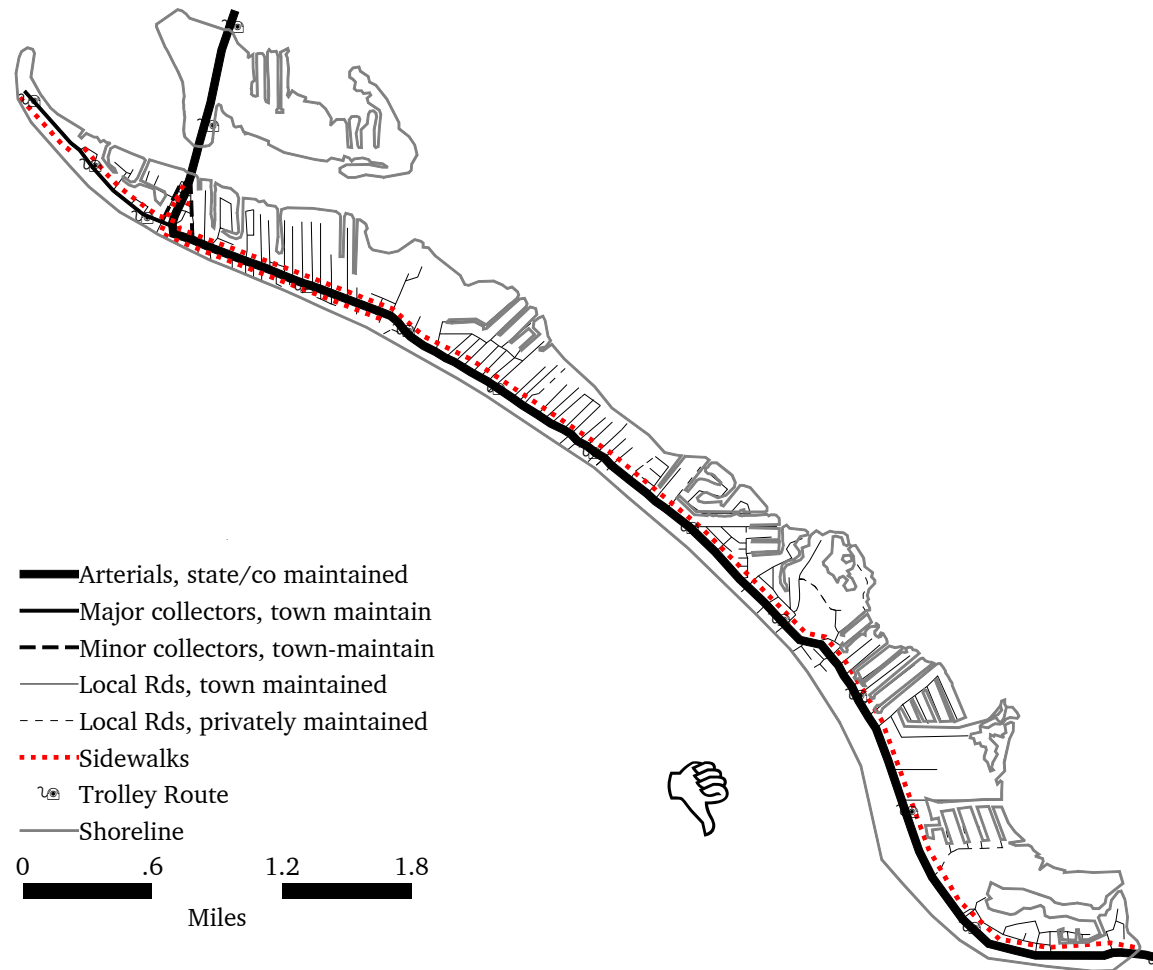 Arterials, state/co maintained
Major collectors, town maintain
Minor collectors, town-maintain
Local Rds, town maintained
Local Rds, privately maintained
Sidewalks
Trolley Route
Shoreline
0 .6 1.2 1.8
Miles